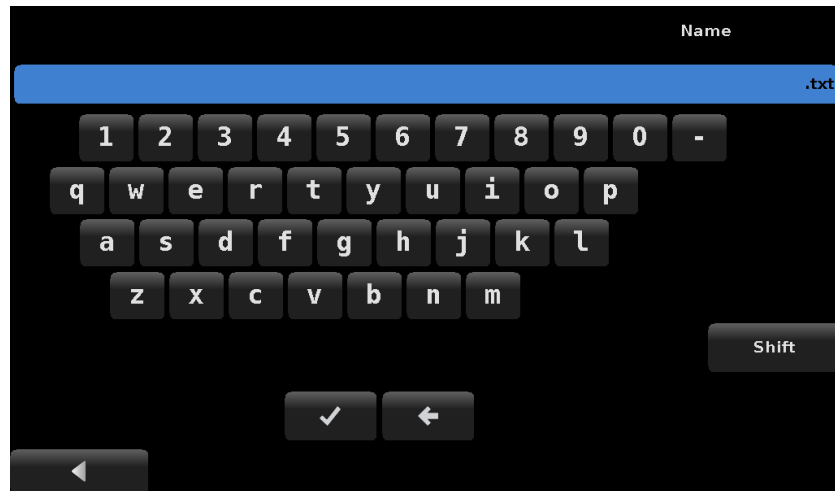 Name
.txt
1 2 3 4 5 6 7 8 9 0 -
q w e r t y u i o p
a s d f g h j k l
z x c v b n m
Shift